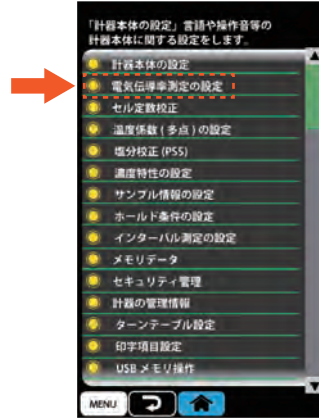 「計器本体の設定」言語や操作音等の
計器本体に関する設定をします。
計器本体の設定
電気伝導率測定の設定
セル定数校正
温度係数(多点)の設定
塩分校正(PSS)
濃度特性の設定
サンプル情報の設定
ホールド条件の設定
インターバル測定の設定
メモリデータ
セキュリティ管理
計器の管理情報
ターンテーブル設定
印字項目設定
USBメモリ操作
MENU